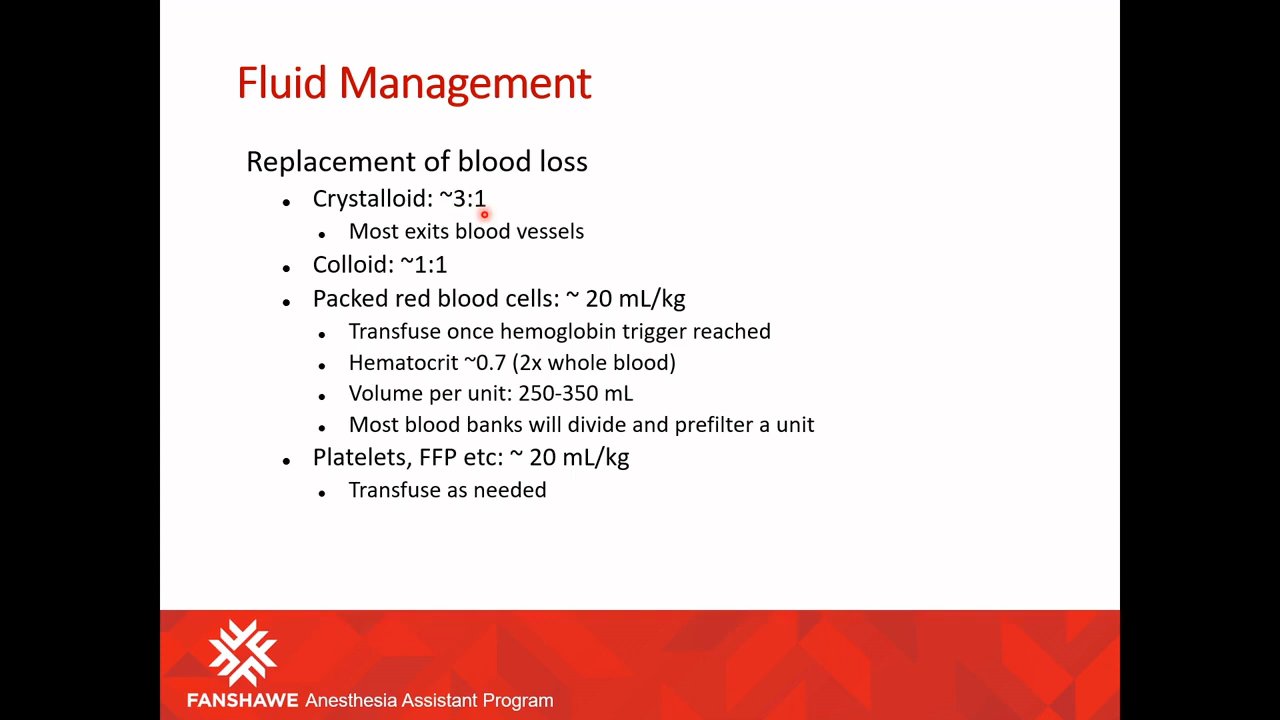 Fluid Management
Replacement of blood loss
• Crystalloid: ~3:1
• Most exits blood vessels
• Colloid: ~1:1
• Packed red blood cells: ~ 20 mL/kg
• Transfuse once hemoglobin trigger reached
• Hematocrit ~0.7 (2x whole blood)
• Volume per unit: 250-350 mL
• Most blood banks will divide and prefilter a unit
• Platelets, FFP etc: ~ 20 mL/kg
• Transfuse as needed
FANSHAWE Anesthesia Assistant Program